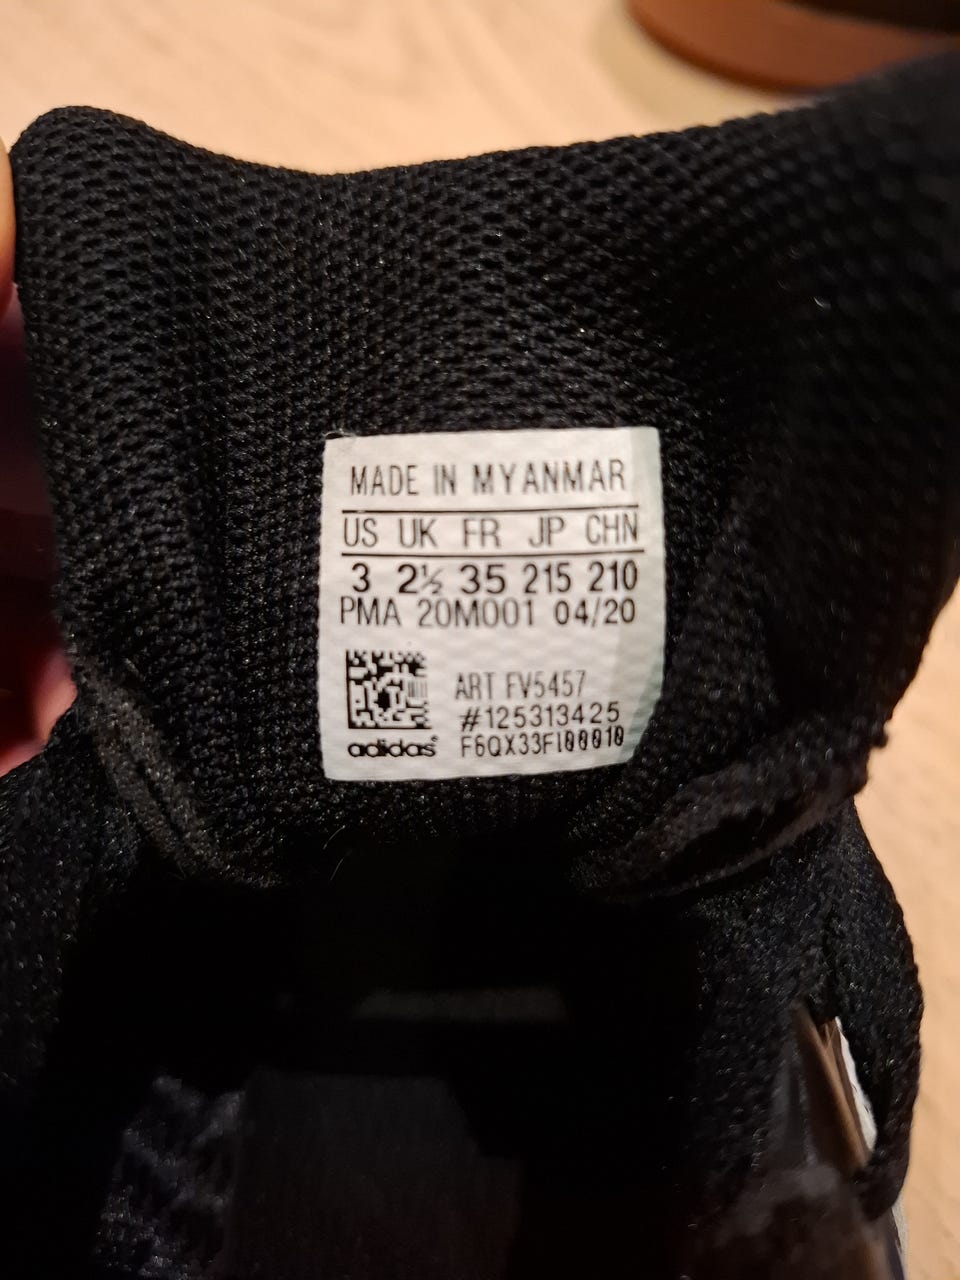 MADE IN MYANMAR
US UK FR JP CHN
3 2½ 35 215 210
PMA 20M001 04/20
ART FV5457
#125313425
adidas® F6QX33FI00010